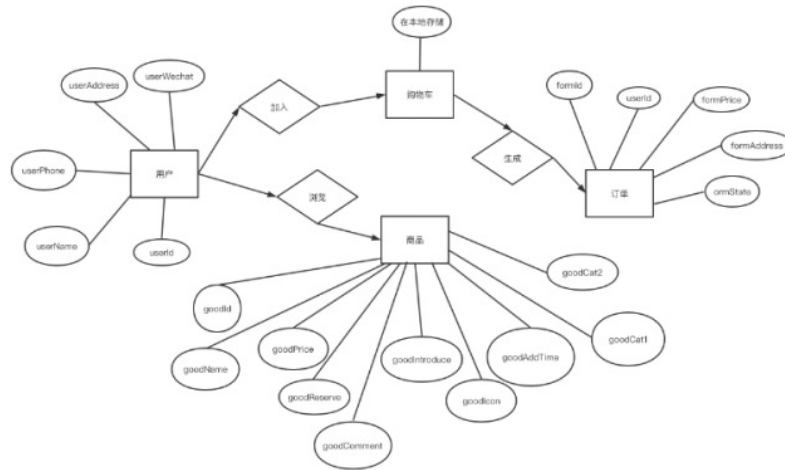 在本地存储
userWechat
userAddress
formId
userId
formPrice
加入
购物车
formAddress
生成
userPhone
用户
浏览
订单
ormState
userName
userId
商品
goodCat2
goodId
goodCat1
goodPrice
goodIntroduce
goodAddTime
goodName
goodReserve
goodIcon
goodComment